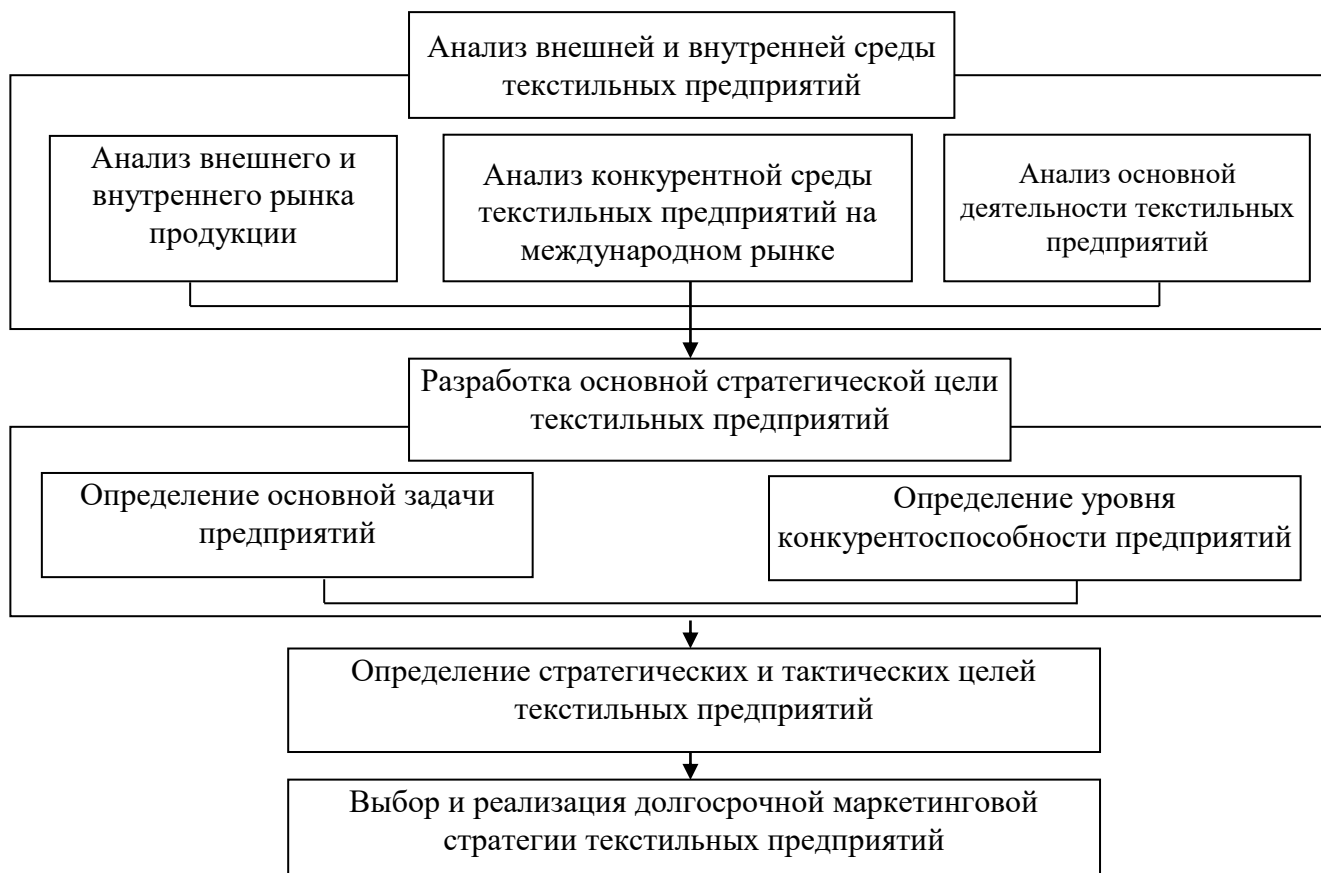 Анализ внешней и внутренней среды
текстильных предприятий
Анализ внешнего и
внутреннего рынка
продукции
Анализ конкурентной среды
текстильных предприятий на
международном рынке
Анализ основной
деятельности текстильных
предприятий
Разработка основной стратегической цели
текстильных предприятий
Определение основной задачи
предприятий
Определение уровня
конкурентоспособности предприятий
Определение стратегических и тактических целей
текстильных предприятий
Выбор и реализация долгосрочной маркетинговой
стратегии текстильных предприятий